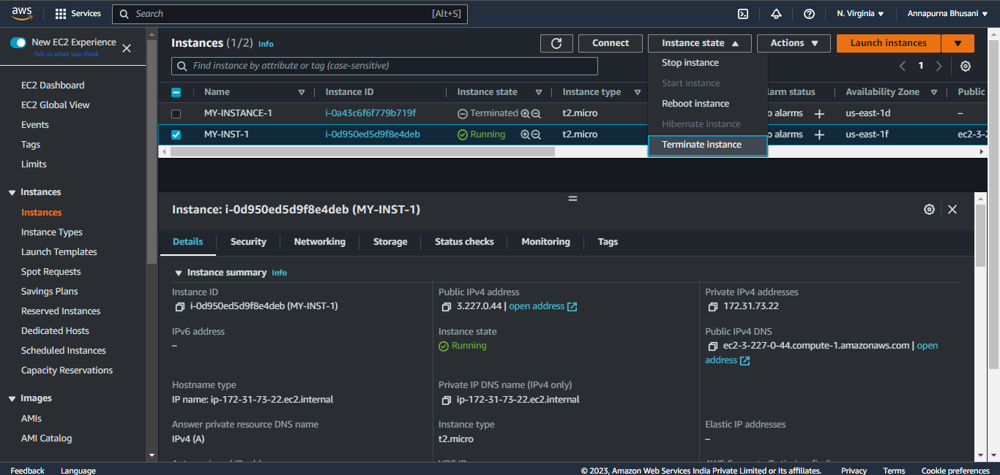 aws Services Search [Alt+S] N. Virginia Annapurna Bhusani
New EC2 Experience
Tell us what you think
EC2 Dashboard
EC2 Global View
Events
Tags
Limits
Instances
Instances
Instance Types
Launch Templates
Spot Requests
Savings Plans
Reserved Instances
Dedicated Hosts
Scheduled Instances
Capacity Reservations
Images
AMIs
AMI Catalog
Instances (1/2) Info Connect Instance state Actions Launch instances
Find instance by attribute or tag (case-sensitive) 1
Stop instance
Start instance
Reboot instance
Hibernate instance
Terminate instance
Name Instance ID Instance state Instance type larm status Availability Zone Public
MY-INSTANCE-1 i-0a43c6f6f779b719f Terminated t2.micro o alarms + us-east-1d –
MY-INST-1 i-0d950ed5d9f8e4deb Running t2.micro o alarms + us-east-1f ec2-3-2
Instance: i-0d950ed5d9f8e4deb (MY-INST-1)
Details Security Networking Storage Status checks Monitoring Tags
Instance summary Info
Instance ID
i-0d950ed5d9f8e4deb (MY-INST-1)
Public IPv4 address
3.227.0.44 | open address
Private IPv4 addresses
172.31.73.22
IPv6 address
–
Instance state
Running
Public IPv4 DNS
ec2-3-227-0-44.compute-1.amazonaws.com | open
address
Hostname type
IP name: ip-172-31-73-22.ec2.internal
Private IP DNS name (IPv4 only)
ip-172-31-73-22.ec2.internal
Answer private resource DNS name
IPv4 (A)
Instance type
t2.micro
Elastic IP addresses
–
Feedback Language © 2023, Amazon Web Services India Private Limited or its affiliates. Privacy Terms Cookie preferences